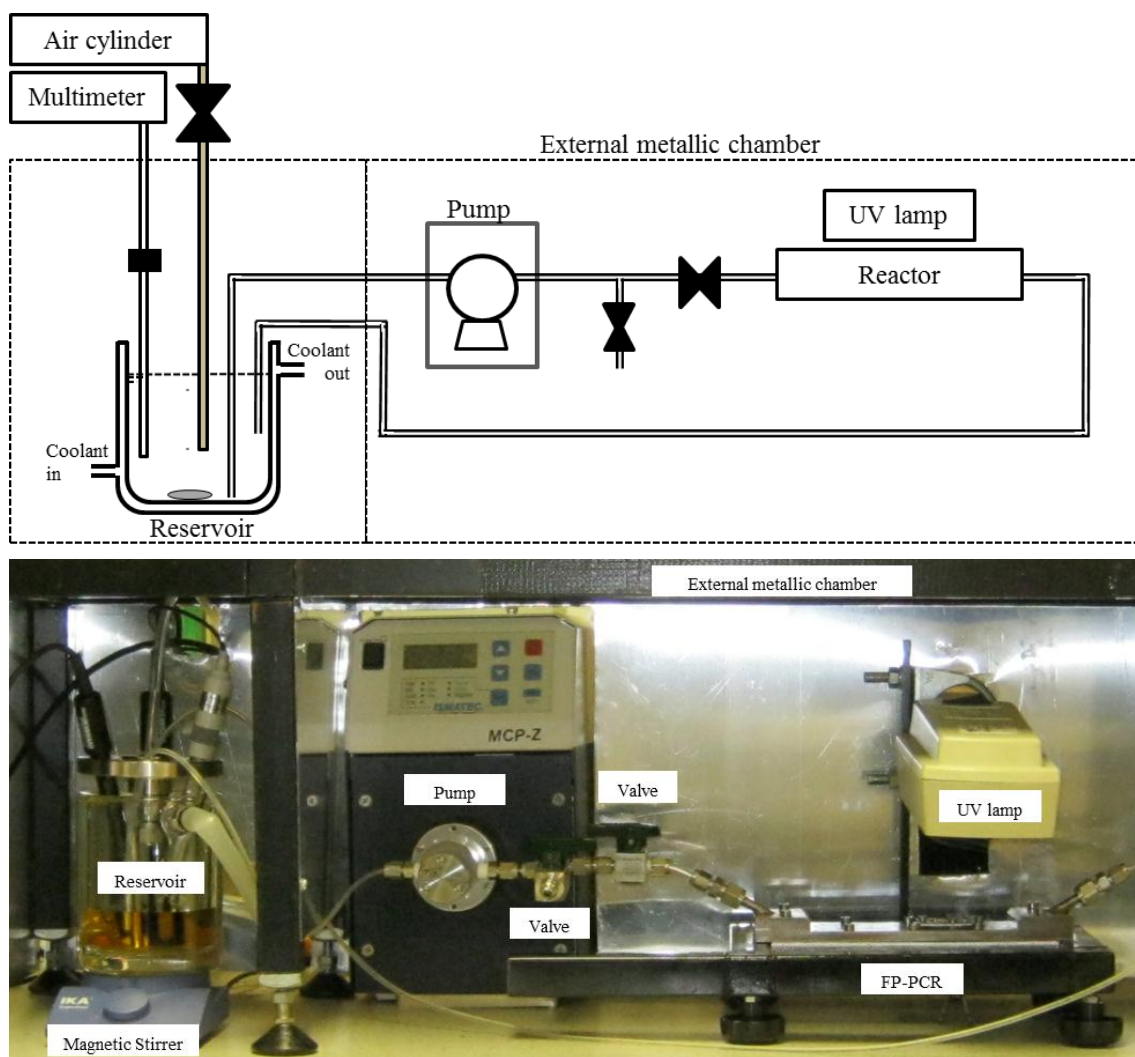 Air cylinder
Multimeter
External metallic chamber
Pump
UV lamp
Reactor
Coolant
out
Coolant
in
Reservoir
External metallic chamber
ISMATEC
MCP-Z
Pump
Valve
UV lamp
Reservoir
Valve
FP-PCR
IKA
Magnetic Stirrer